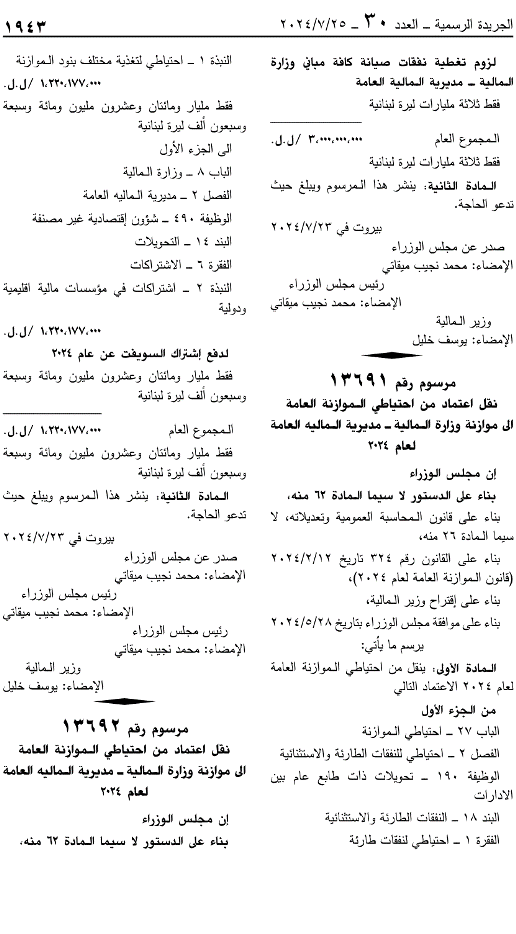 الجريدة الرسمية ــ العدد ٣٠ ــ ٢٠٢٤/٧/٢٥
١٩٤٣
لزوم تغطية نفقات صيانة كافة مباني وزارة
المالية ــ مديرية المالية العامة
فقط ثلاثة مليارات ليرة لبنانية
المجموع العام ٣،٠٠٠،٠٠٠،٠٠٠ /ل.ل.
فقط ثلاثة مليارات ليرة لبنانية
المادة الثانية: ينشر هذا المرسوم ويبلغ حيث
تدعو الحاجة.
بيروت في ٢٠٢٤/٧/٢٣
صدر عن مجلس الوزراء
الإمضاء: محمد نجيب ميقاتي
رئيس مجلس الوزراء
الإمضاء: محمد نجيب ميقاتي
وزير المالية
الإمضاء: يوسف خليل
مرسوم رقم ١٣٦٩١
نقل اعتماد من احتياطي الموازنة العامة
الى موازنة وزارة المالية ــ مديرية الماليه العامة
لعام ٢٠٢٤
إن مجلس الوزراء
بناء على الدستور لا سيما المادة ٦٢ منه،
بناء على قانون المحاسبة العمومية وتعديلاته، لا
سيما المادة ٢٦ منه،
بناء على القانون رقم ٣٢٤ تاريخ ٢٠٢٤/٢/١٢
(قانون الموازنة العامة لعام ٢٠٢٤)،
بناء على إقتراح وزير المالية،
بناء على موافقة مجلس الوزراء بتاريخ ٢٠٢٤/٥/٢٨
يرسم ما يأتي:
المادة الأولى: ينقل من احتياطي الموازنة العامة
لعام ٢٠٢٤ الاعتماد التالي
من الجزء الأول
الباب ٢٧ ــ احتياطي الموازنة
الفصل ٢ ــ احتياطي للنفقات الطارئة والاستثنائية
الوظيفة ١٩٠ ــ تحويلات ذات طابع عام بين
الادارات
البند ١٨ ــ النفقات الطارئة والاستثنائية
الفقرة ١ ــ احتياطي لنفقات طارئة
النبذة ١ ــ احتياطي لتغذية مختلف بنود الموازنة
١،٢٢٠،١٧٧،٠٠٠ /ل.ل.
فقط مليار ومائتان وعشرون مليون ومائة وسبعة
وسبعون ألف ليرة لبنانية
الى الجزء الأول
الباب ٨ ــ وزارة المالية
الفصل ٢ ــ مديرية الماليه العامة
الوظيفة ٤٩٠ ــ شؤون إقتصادية غير مصنفة
البند ١٤ ــ التحويلات
الفقرة ٦ ــ الاشتراكات
النبذة ٢ ــ اشتراكات في مؤسسات مالية اقليمية
ودولية
١،٢٢٠،١٧٧،٠٠٠ /ل.ل.
لدفع إشتراك السويفت عن عام ٢٠٢٤
فقط مليار ومائتان وعشرون مليون ومائة وسبعة
وسبعون ألف ليرة لبنانية
المجموع العام ١،٢٢٠،١٧٧،٠٠٠ /ل.ل.
فقط مليار ومائتان وعشرون مليون ومائة وسبعة
وسبعون ألف ليرة لبنانية
المادة الثانية: ينشر هذا المرسوم ويبلغ حيث
تدعو الحاجة.
بيروت في ٢٠٢٤/٧/٢٣
صدر عن مجلس الوزراء
الإمضاء: محمد نجيب ميقاتي
رئيس مجلس الوزراء
الإمضاء: محمد نجيب ميقاتي
رئيس مجلس الوزراء
الإمضاء: محمد نجيب ميقاتي
وزير المالية
الإمضاء: يوسف خليل
مرسوم رقم ١٣٦٩٢
نقل اعتماد من احتياطي الموازنة العامة
الى موازنة وزارة المالية ــ مديرية الماليه العامة
لعام ٢٠٢٤
إن مجلس الوزراء
بناء على الدستور لا سيما المادة ٦٢ منه،